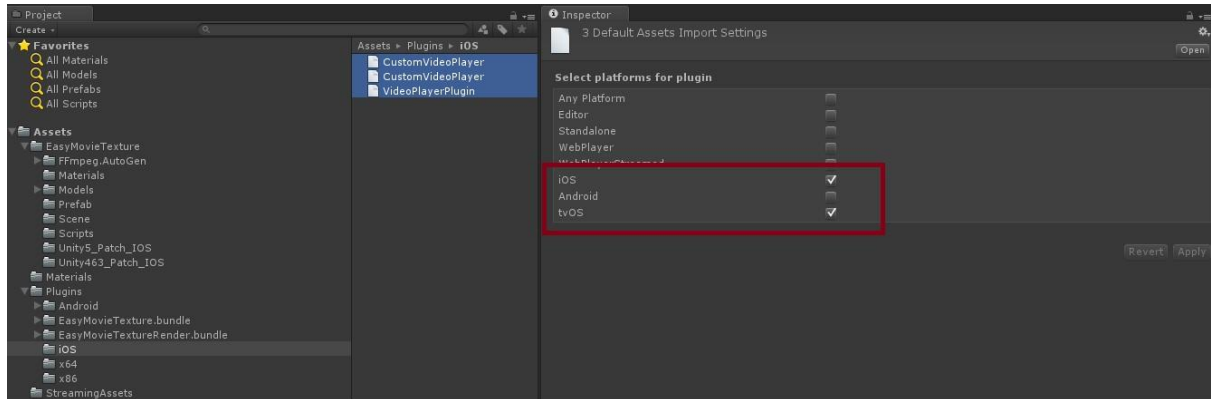 Project
Create
Favorites
All Materials
All Models
All Prefabs
All Scripts
Assets
EasyMovieTexture
FFmpeg.AutoGen
Materials
Models
Prefab
Scene
Scripts
Unity5_Patch_IOS
Unity463_Patch_IOS
Materials
Plugins
Android
EasyMovieTexture.bundle
EasyMovieTextureRender.bundle
iOS
x64
x86
StreamingAssets
Assets ▸ Plugins ▸ iOS
CustomVideoPlayer
CustomVideoPlayer
VideoPlayerPlugin
Inspector
3 Default Assets Import Settings
Open
Select platforms for plugin
Any Platform
Editor
Standalone
WebPlayer
WebPlayerStreamed
iOS
Android
tvOS
Revert Apply